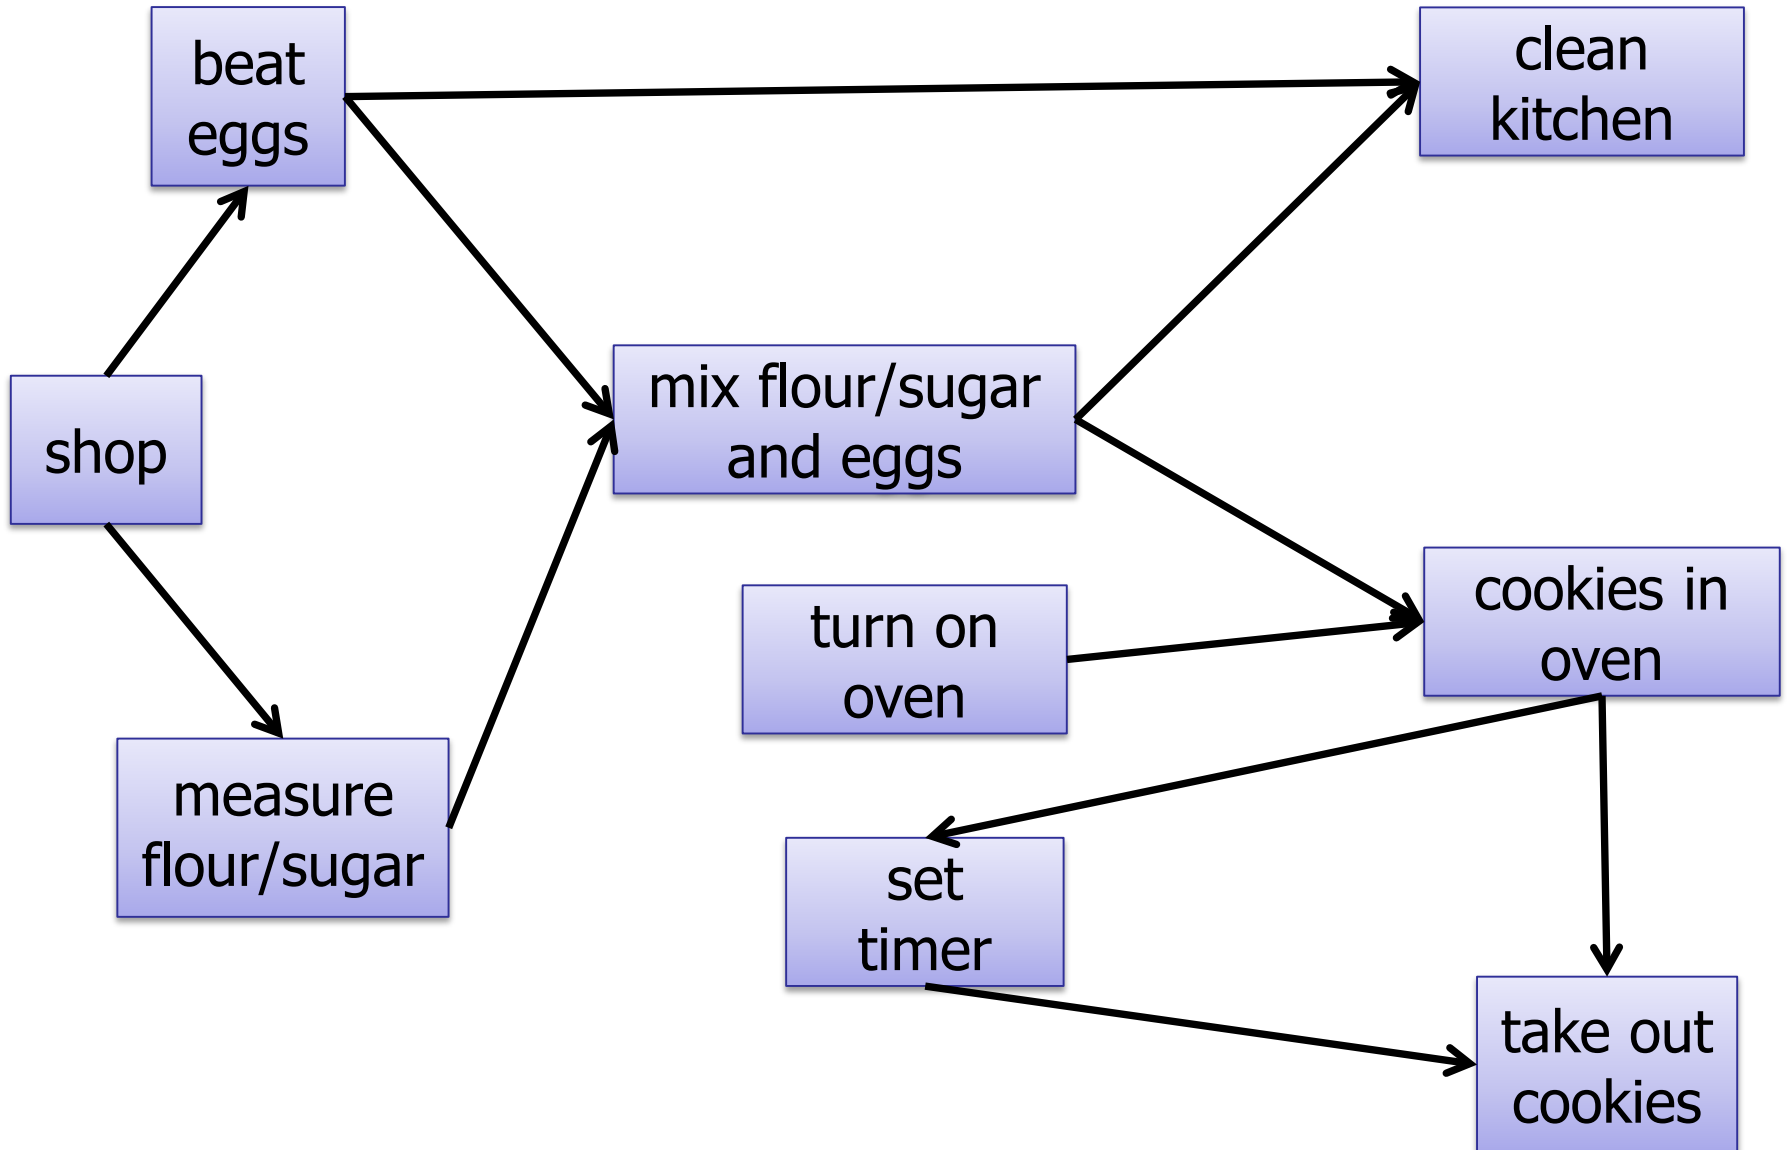 beat
eggs
clean
kitchen
shop
mix flour/sugar
and eggs
turn on
oven
cookies in
oven
measure
flour/sugar
set
timer
take out
cookies